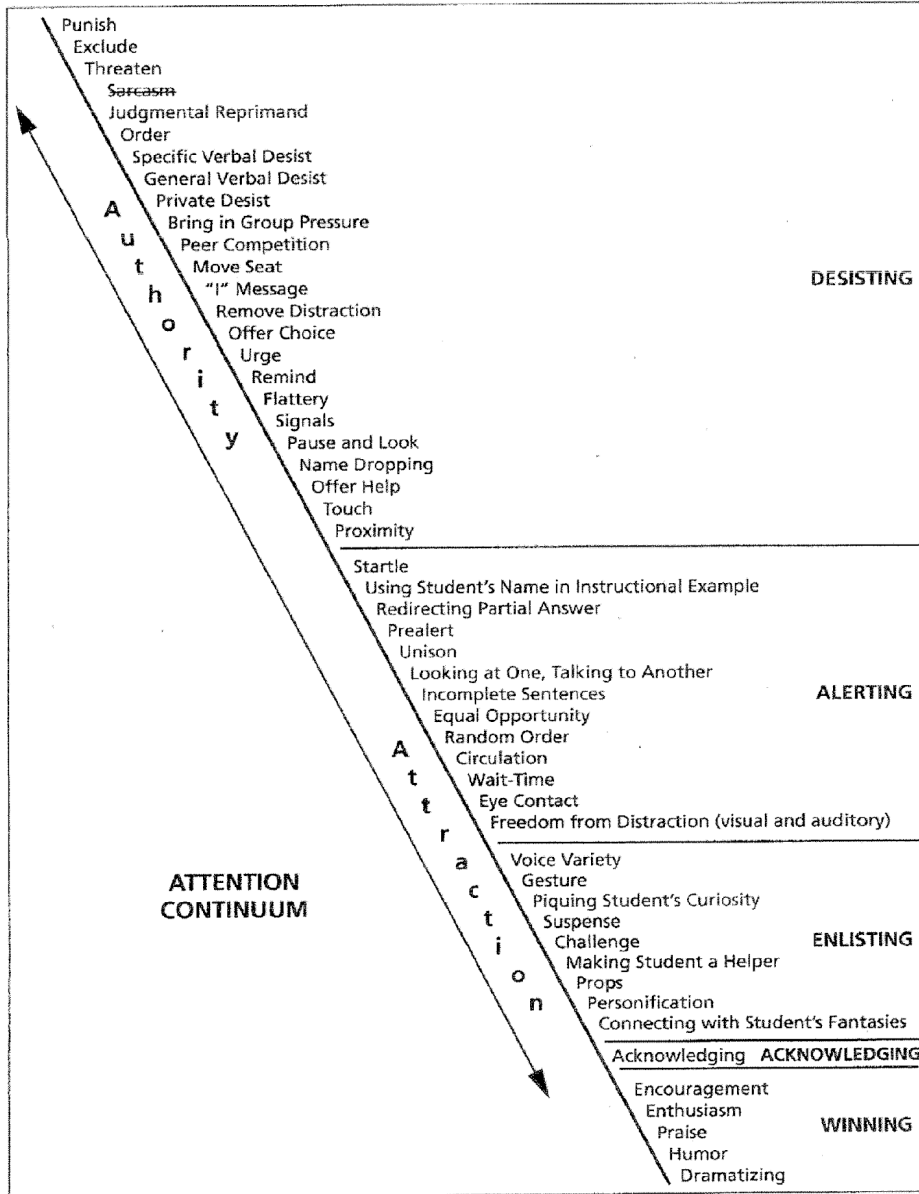 Punish
Exclude
Threaten
Sarcasm
Judgmental Reprimand
Order
Specific Verbal Desist
General Verbal Desist
Private Desist
Bring in Group Pressure
Peer Competition
Move Seat
"I" Message
Remove Distraction
Offer Choice
Urge
Remind
Flattery
Signals
Pause and Look
Name Dropping
Offer Help
Touch
Proximity
DESISTING
Authority
Startle
Using Student's Name in Instructional Example
Redirecting Partial Answer
Prealert
Unison
Looking at One, Talking to Another
Incomplete Sentences
Equal Opportunity
Random Order
Circulation
Wait-Time
Eye Contact
Freedom from Distraction (visual and auditory)
ALERTING
Attraction
ATTENTION
CONTINUUM
Voice Variety
Gesture
Piquing Student's Curiosity
Suspense
Challenge
Making Student a Helper
Props
Personification
Connecting with Student's Fantasies
ENLISTING
Acknowledging ACKNOWLEDGING
Encouragement
Enthusiasm
Praise
Humor
Dramatizing
WINNING